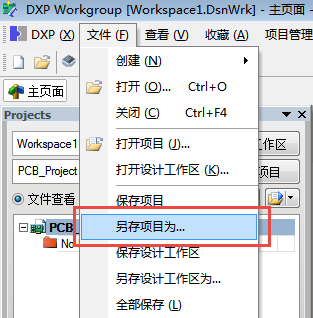 DXP Workgroup [Workspace1.DsnWrk] - 主页面
DXP (X) 文件 (F) 查看 (V) 收藏 (A) 项目管理
创建 (N)
主页面
打开 (O)... Ctrl+O
Projects
关闭 (C) Ctrl+F4
Workspace1 打开项目 (J)... 工作区
PCB_Project 打开设计工作区 (K)... 项目
文件查看 保存项目
PCB_ 另存项目为...
No 保存设计工作区
另存设计工作区为...
全部保存 (L)